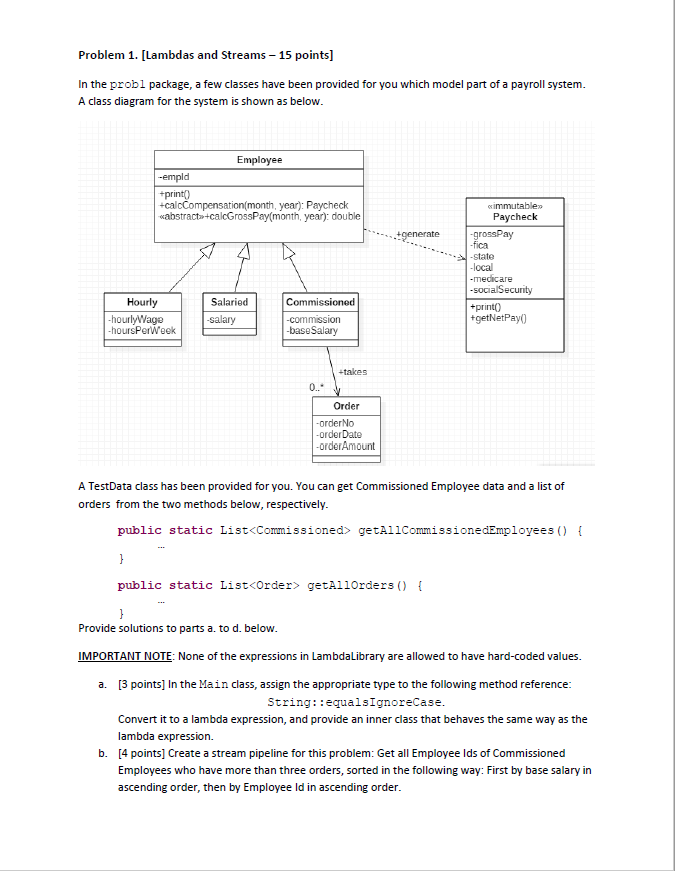 Problem 1. [Lambdas and Streams – 15 points]
In the prob1 package, a few classes have been provided for you which model part of a payroll system.
A class diagram for the system is shown as below.
Employee
-empId
+print()
+calcCompensation(month, year): Paycheck
«abstract»+calcGrossPay(month, year): double
+generate
«immutable»
Paycheck
-grossPay
-fica
-state
-local
-medicare
-socialSecurity
+print()
+getNetPay()
Hourly
-hourlyWage
-hoursPerWeek
Salaried
-salary
Commissioned
-commission
-baseSalary
+takes
0..*
Order
-orderNo
-orderDate
-orderAmount
A TestData class has been provided for you. You can get Commissioned Employee data and a list of
orders from the two methods below, respectively.
public static List<Commissioned> getAllCommissionedEmployees() {
…
}
public static List<Order> getAllOrders() {
…
}
Provide solutions to parts a. to d. below.
IMPORTANT NOTE: None of the expressions in LambdaLibrary are allowed to have hard-coded values.
a. [3 points] In the Main class, assign the appropriate type to the following method reference:
String::equalsIgnoreCase.
Convert it to a lambda expression, and provide an inner class that behaves the same way as the
lambda expression.
b. [4 points] Create a stream pipeline for this problem: Get all Employee Ids of Commissioned
Employees who have more than three orders, sorted in the following way: First by base salary in
ascending order, then by Employee Id in ascending order.